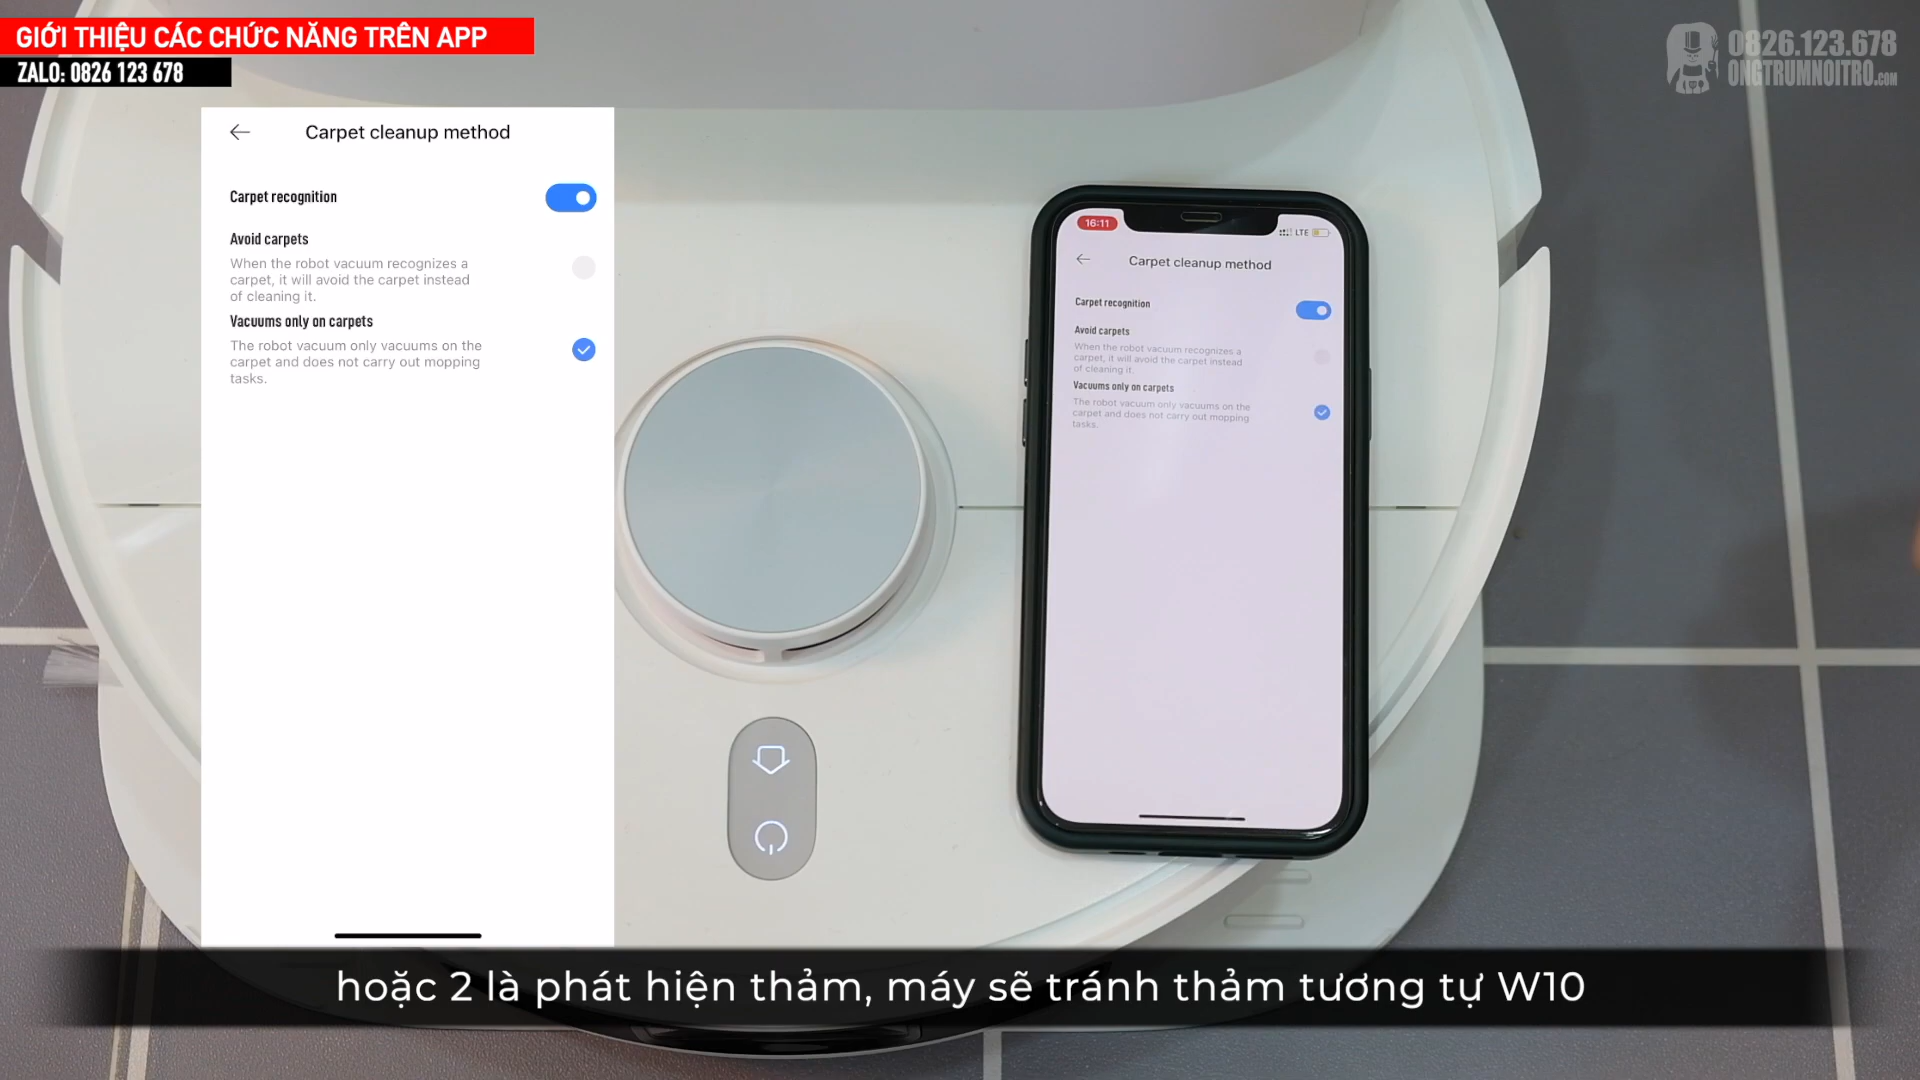 GIỚI THIỆU CÁC CHỨC NĂNG TRÊN APP
ZALO: 0826 123 678
0826.123.678
ONGTRUMNOITRO.COM
Carpet cleanup method
Carpet recognition
Avoid carpets
When the robot vacuum recognizes a
carpet, it will avoid the carpet instead
of cleaning it.
Vacuums only on carpets
The robot vacuum only vacuums on the
carpet and does not carry out mopping
tasks.
16:11
LTE
Carpet cleanup method
Carpet recognition
Avoid carpets
When the robot vacuum recognizes a
carpet, it will avoid the carpet instead
of cleaning it.
Vacuums only on carpets
The robot vacuum only vacuums on the
carpet and does not carry out mopping
tasks.
hoặc 2 là phát hiện thảm, máy sẽ tránh thảm tương tự W10